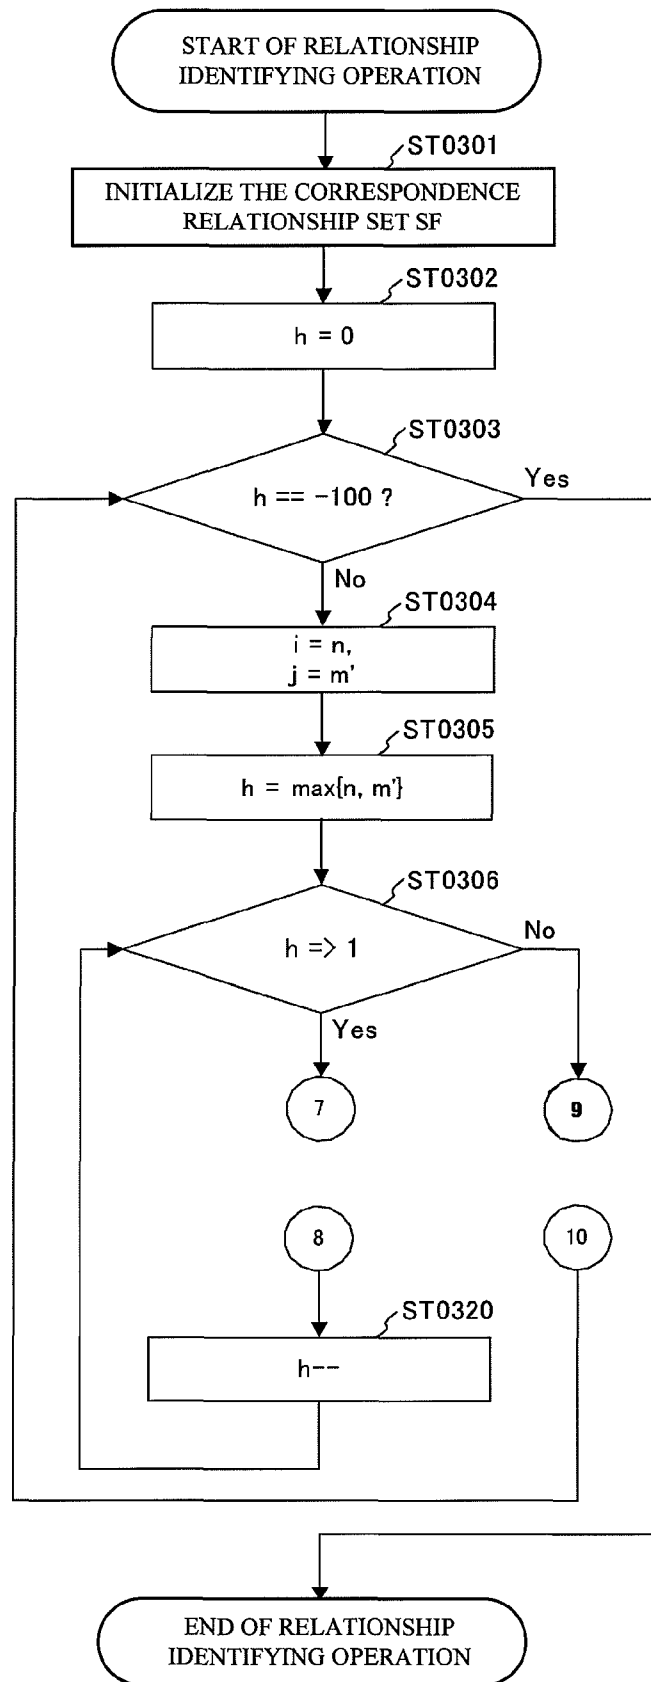 START OF RELATIONSHIP
IDENTIFYING OPERATION
ST0301
INITIALIZE THE CORRESPONDENCE
RELATIONSHIP SET SF
ST0302
h = 0
ST0303
h == -100 ?
Yes
No
ST0304
i = n,
j = m'
ST0305
h = max{n, m'}
ST0306
h => 1
No
Yes
7
9
8
10
ST0320
h--
END OF RELATIONSHIP
IDENTIFYING OPERATION